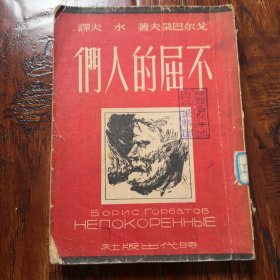 戈尔巴朵夫著 水夫譯
不屈的人們
Борис Горбатов
НЕПОКОРЕННЫЕ
時代出版社